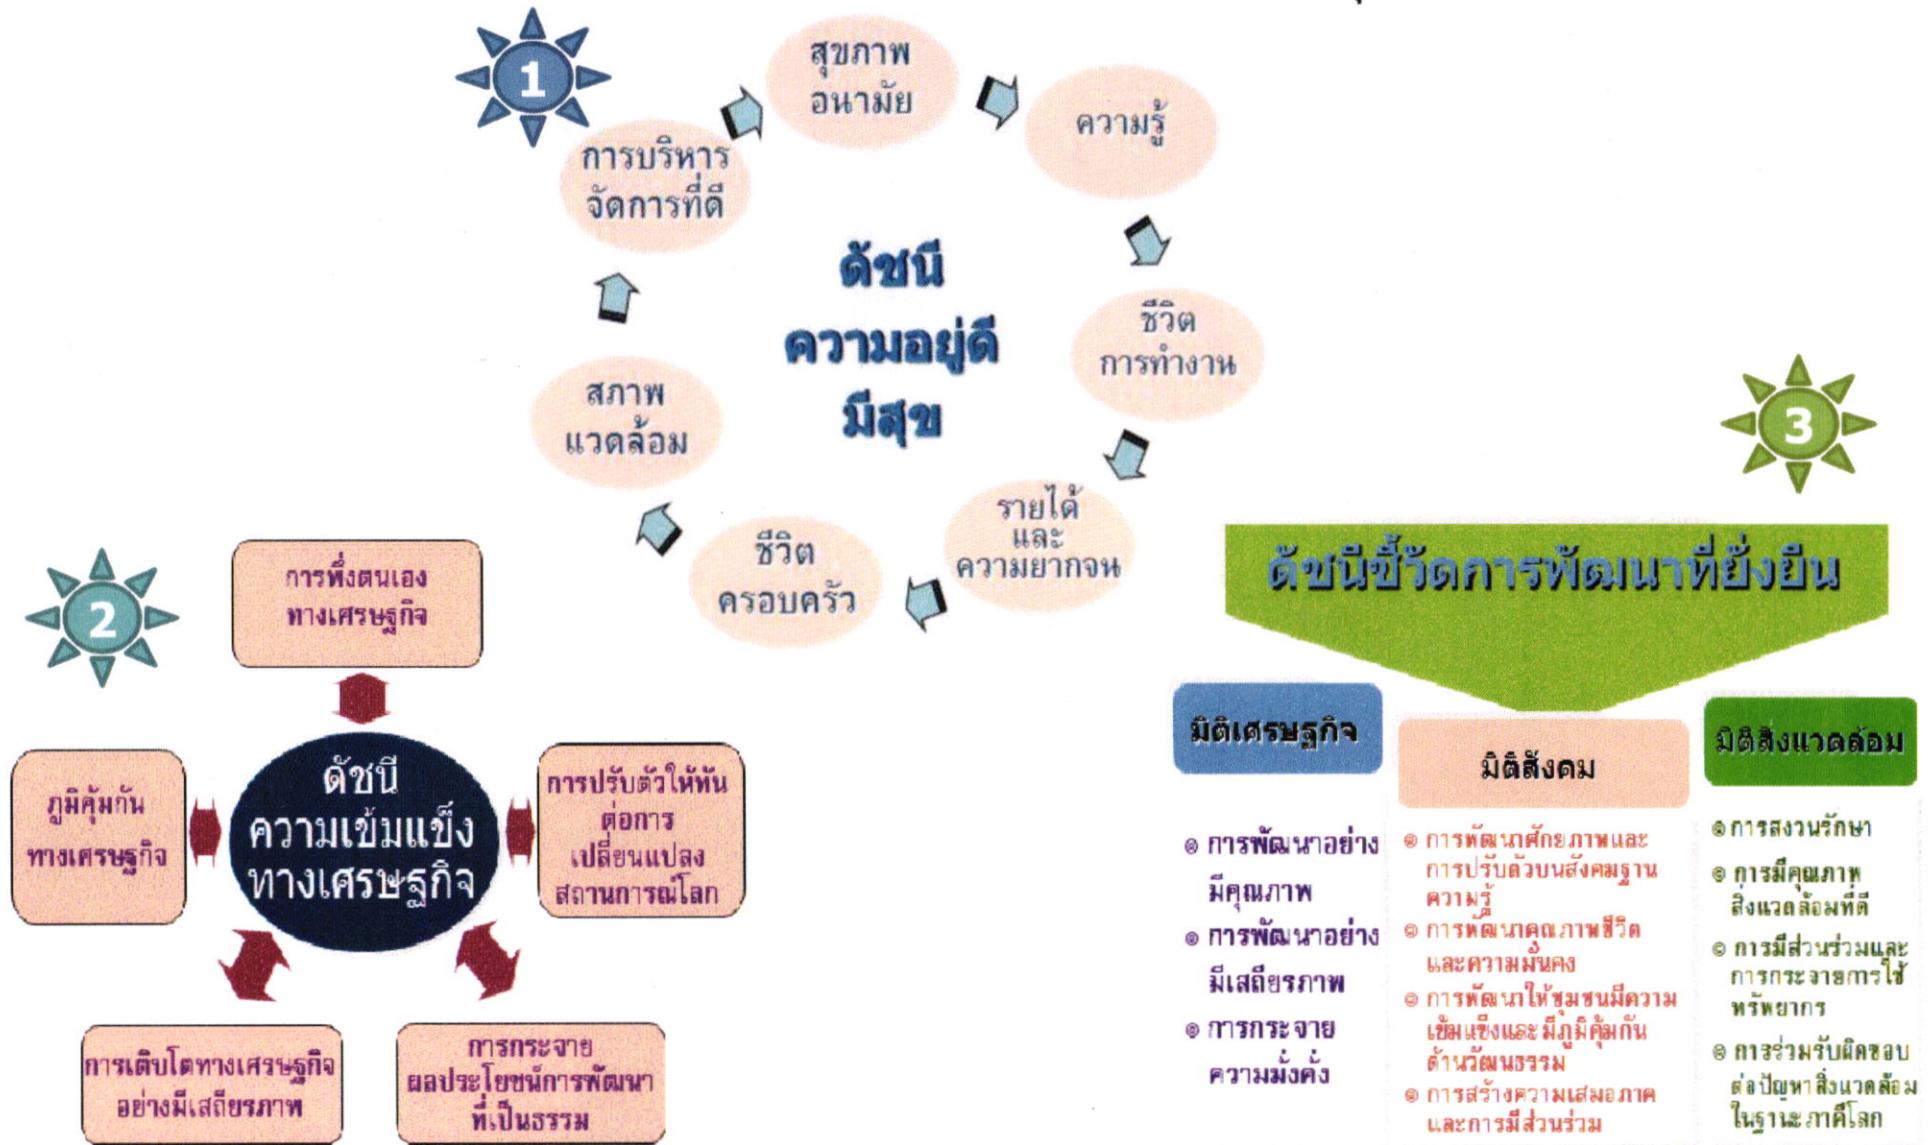 1
สุขภาพ
อนามัย
ความรู้
ชีวิต
การทำงาน
รายได้
และ
ความยากจน
ชีวิต
ครอบครัว
สภาพ
แวดล้อม
การบริหาร
จัดการที่ดี
ดัชนี
ความอยู่ดี
มีสุข
2
การพึ่งตนเอง
ทางเศรษฐกิจ
ภูมิคุ้มกัน
ทางเศรษฐกิจ
ดัชนี
ความเข้มแข็ง
ทางเศรษฐกิจ
การปรับตัวให้ทัน
ต่อการ
เปลี่ยนแปลง
สถานการณ์โลก
การเติบโตทางเศรษฐกิจ
อย่างมีเสถียรภาพ
การกระจาย
ผลประโยชน์การพัฒนา
ที่เป็นธรรม
3
ดัชนีชี้วัดการพัฒนาที่ยั่งยืน
มิติเศรษฐกิจ
การพัฒนาอย่าง
มีคุณภาพ
การพัฒนาอย่าง
มีเสถียรภาพ
การกระจาย
ความมั่งคั่ง
มิติสังคม
การพัฒนาศักยภาพและ
การปรับตัวบนสังคมฐาน
ความรู้
การพัฒนาคุณภาพชีวิต
และความมั่นคง
การพัฒนาให้ชุมชนมีความ
เข้มแข็งและมีภูมิคุ้มกัน
ด้านวัฒนธรรม
การสร้างความเสมอภาค
และการมีส่วนร่วม
มิติสิ่งแวดล้อม
การสงวนรักษา
การมีคุณภาพ
สิ่งแวดล้อมที่ดี
การมีส่วนร่วมและ
การกระจายการใช้
ทรัพยากร
การร่วมรับผิดชอบ
ต่อปัญหาสิ่งแวดล้อม
ในฐานะภาคีโลก